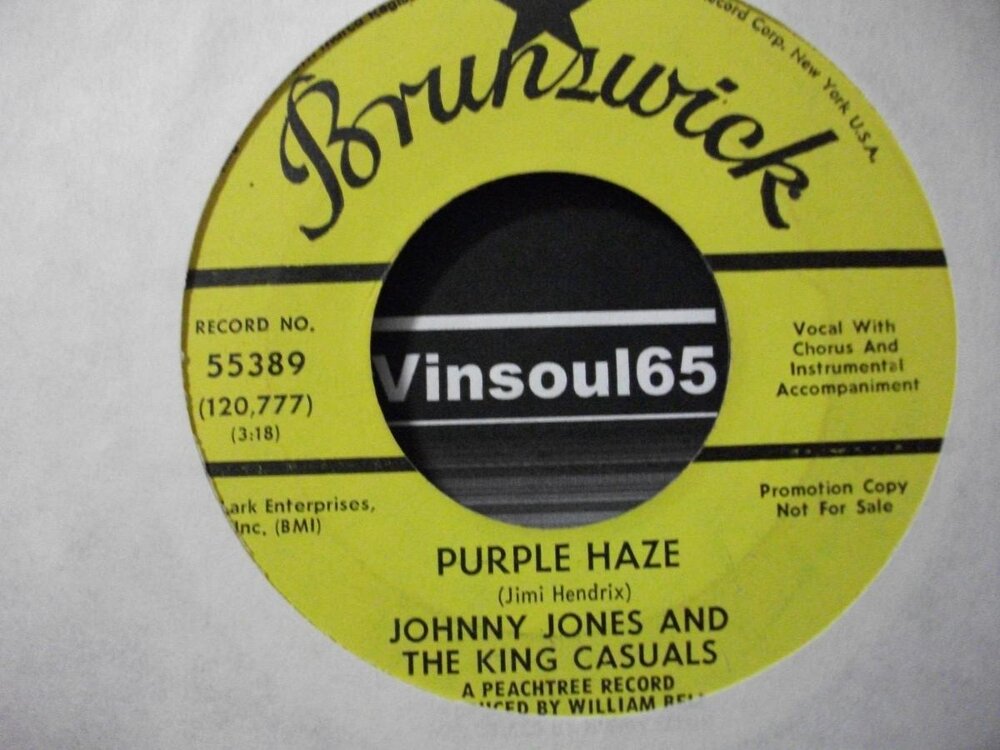 Brunswick
Record Corp. New York U.S.A.
RECORD NO.
55389
(120,777)
(3:18)
Vinsoul65
Vocal With
Chorus And
Instrumental
Accompaniment
Enterprises,
Inc. (BMI)
Promotion Copy
Not For Sale
PURPLE HAZE
(Jimi Hendrix)
JOHNNY JONES AND
THE KING CASUALS
A PEACHTREE RECORD
BY WILLIAM